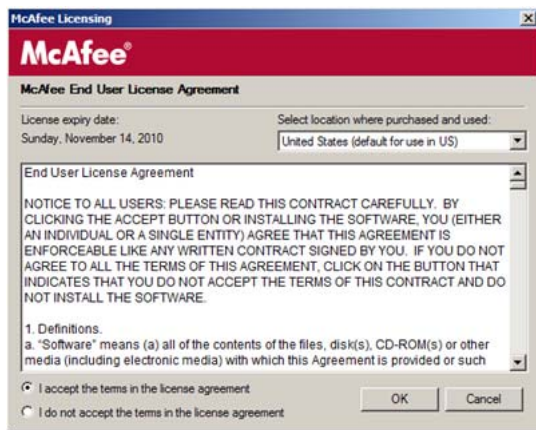 McAfee Licensing
McAfee®
McAfee End User License Agreement
License expiry date:
Sunday, November 14, 2010
Select location where purchased and used:
United States (default for use in US)
End User License Agreement
NOTICE TO ALL USERS: PLEASE READ THIS CONTRACT CAREFULLY. BY
CLICKING THE ACCEPT BUTTON OR INSTALLING THE SOFTWARE, YOU (EITHER
AN INDIVIDUAL OR A SINGLE ENTITY) AGREE THAT THIS AGREEMENT IS
ENFORCEABLE LIKE ANY WRITTEN CONTRACT SIGNED BY YOU. IF YOU DO NOT
AGREE TO ALL THE TERMS OF THIS AGREEMENT, CLICK ON THE BUTTON THAT
INDICATES THAT YOU DO NOT ACCEPT THE TERMS OF THIS CONTRACT AND DO
NOT INSTALL THE SOFTWARE.
1. Definitions.
a. "Software" means (a) all of the contents of the files, disk(s), CD-ROM(s) or other
media (including electronic media) with which this Agreement is provided or such
I accept the terms in the license agreement
I do not accept the terms in the license agreement
OK
Cancel